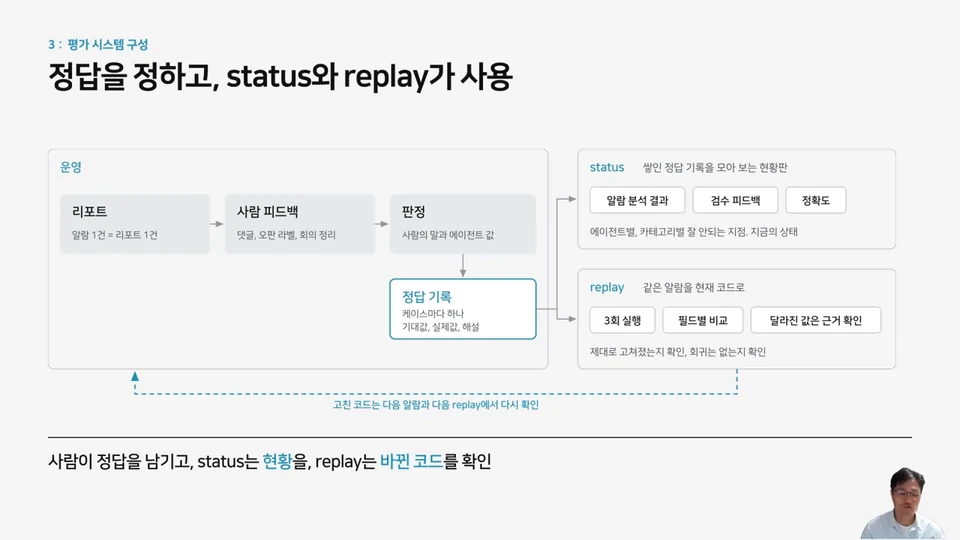 3 : 평가 시스템 구성
정답을 정하고, status와 replay가 사용
운영
리포트
알람 1건 = 리포트 1건
사람 피드백
댓글, 오판 라벨, 회의 정리
판정
사람의 말과 에이전트 값
정답 기록
케이스마다 하나
기대값, 실제값, 해설
status 쌓인 정답 기록을 모아 보는 현황판
알람 분석 결과
검수 피드백
정확도
에이전트별, 카테고리별 잘 안되는 지점. 지금의 상태
replay 같은 알람을 현재 코드로
3회 실행
필드별 비교
달라진 값은 근거 확인
제대로 고쳐졌는지 확인, 회귀는 없는지 확인
고친 코드는 다음 알람과 다음 replay에서 다시 확인
사람이 정답을 남기고, status는 현황을, replay는 바뀐 코드를 확인